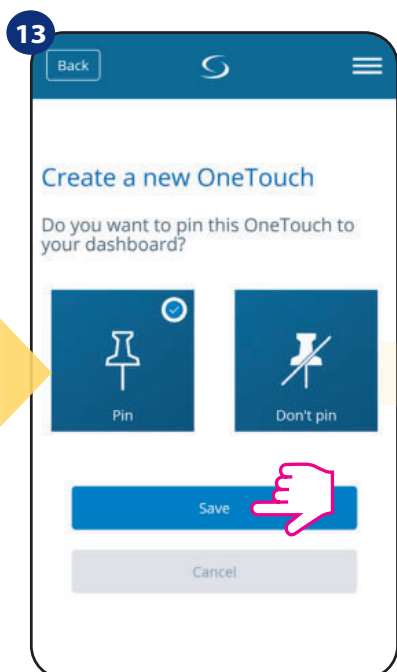 13
Back
Create a new OneTouch
Do you want to pin this OneTouch to
your dashboard?
Pin
Don't pin
Save
Cancel